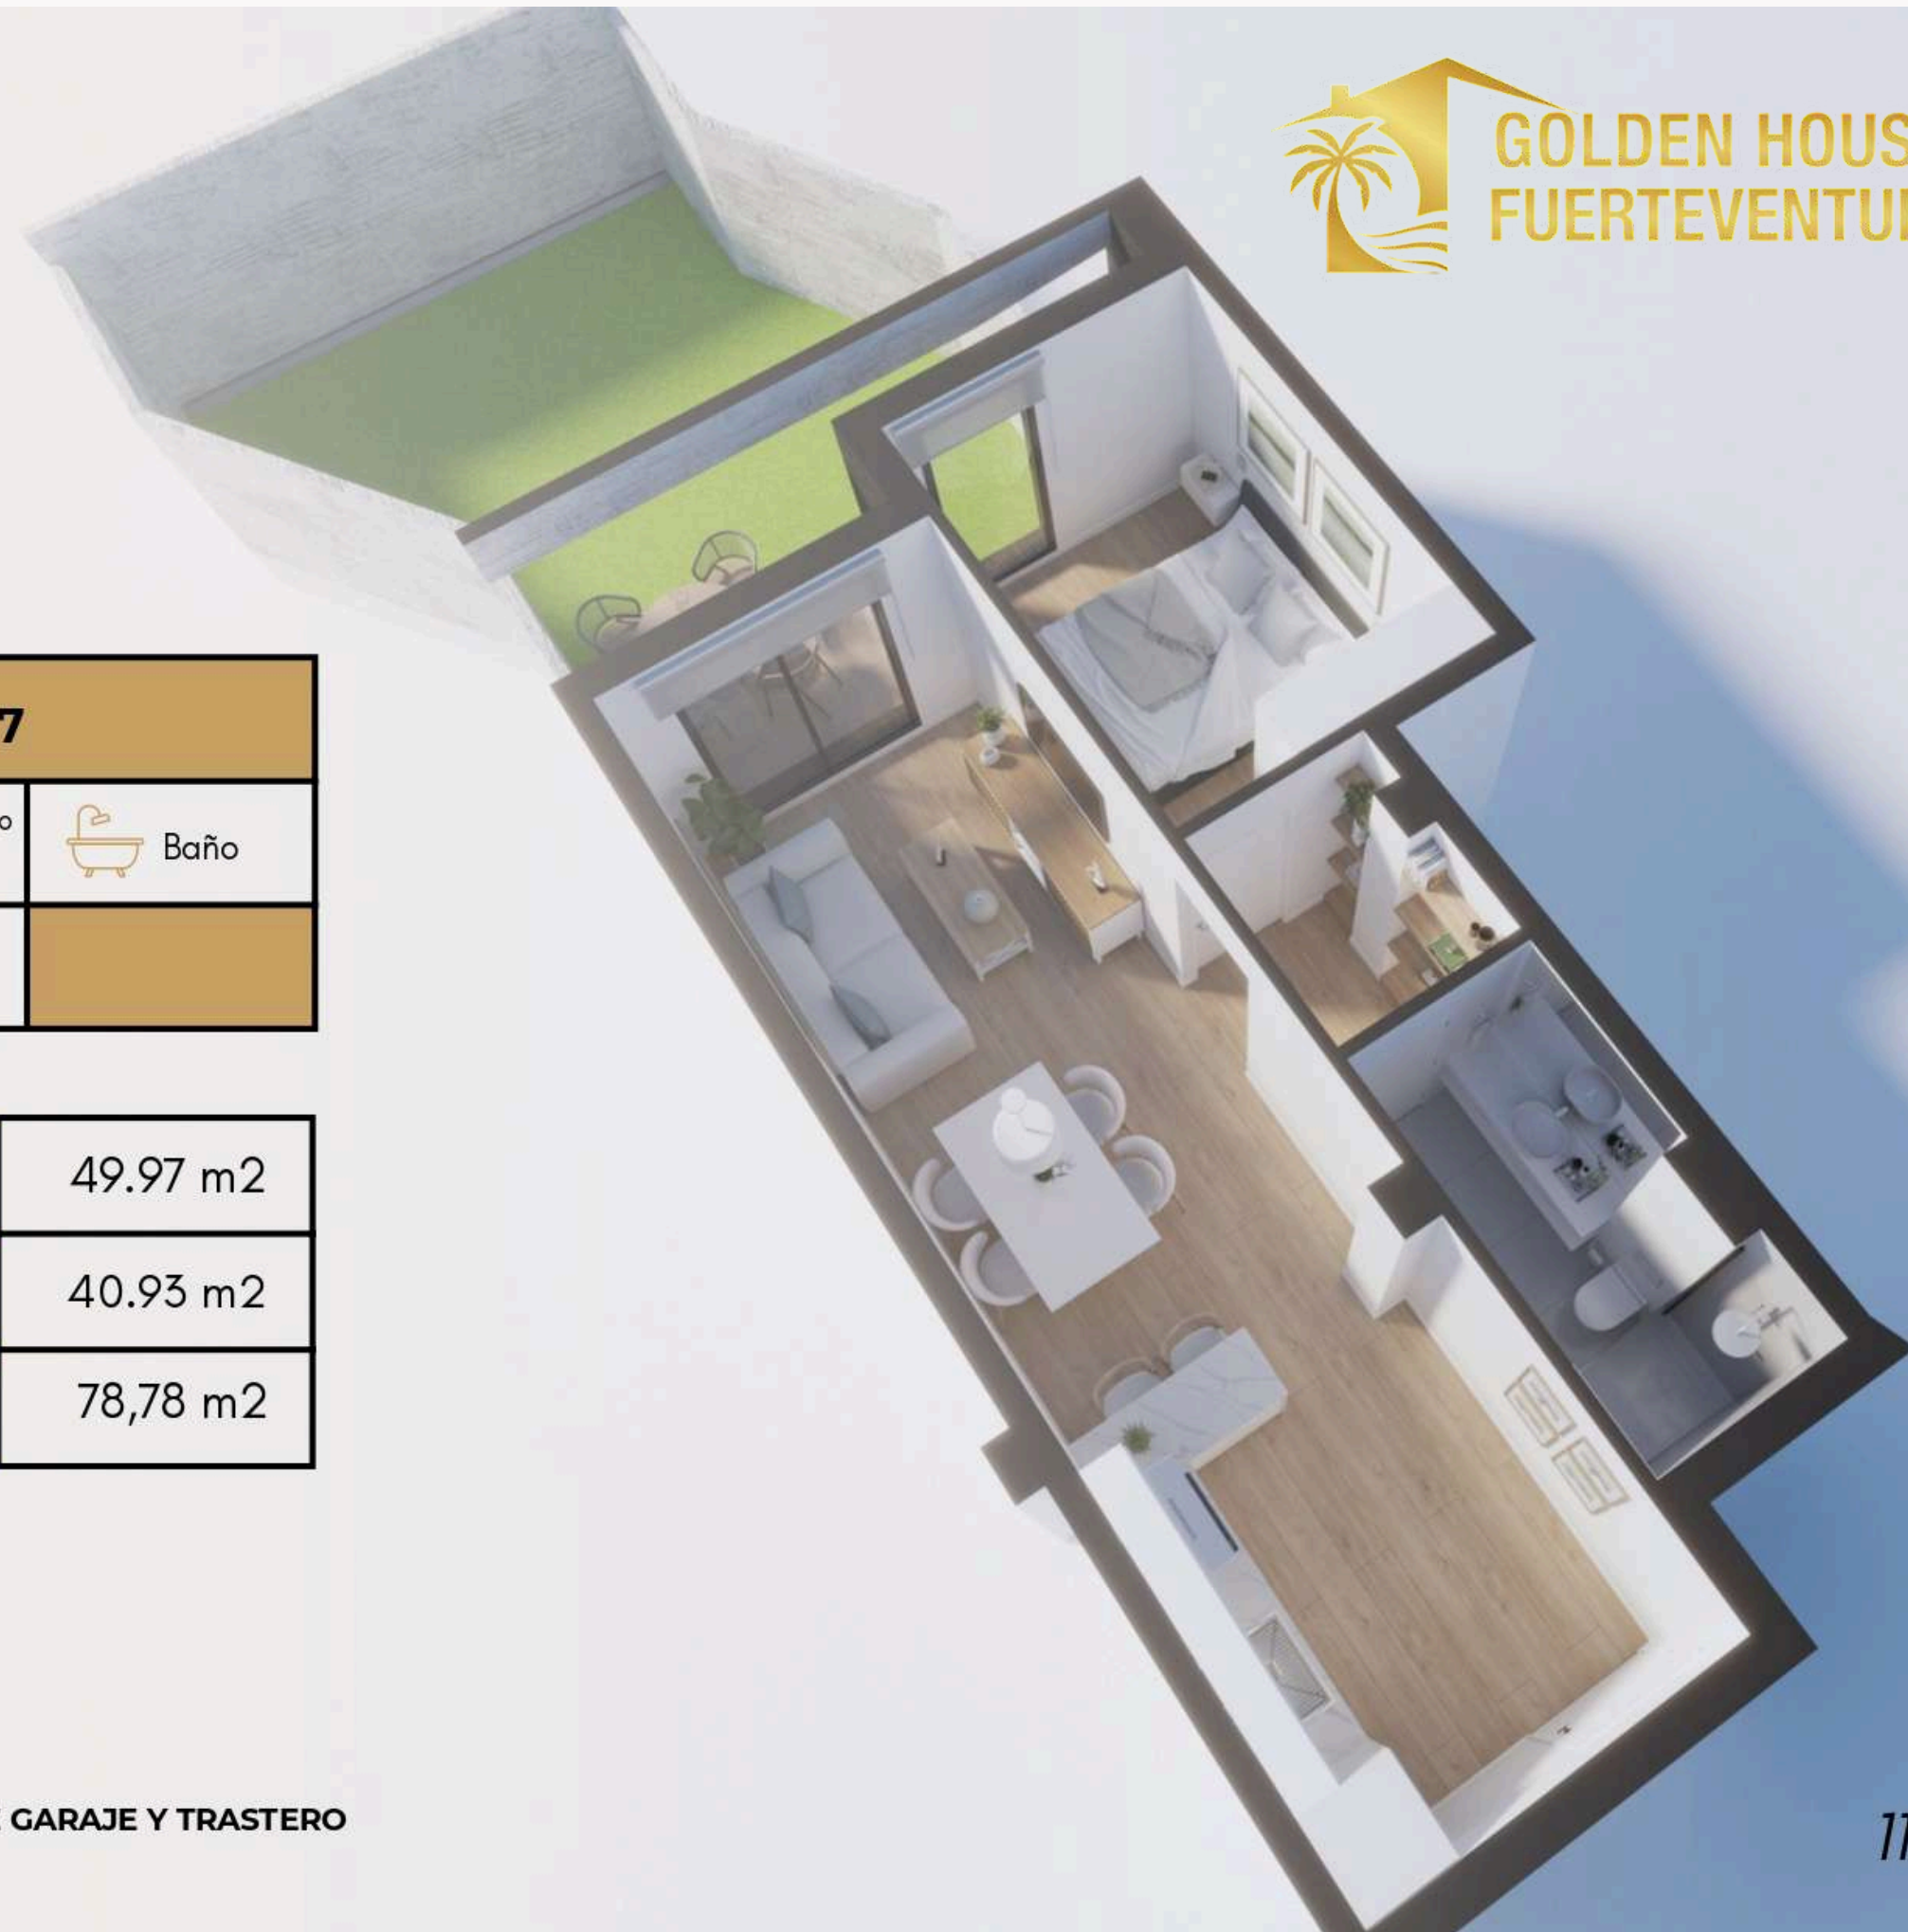 GOLDEN HOUS
FUERTEVENTU
7
o
Baño
49.97 m2
40.93 m2
78,78 m2
GARAJE Y TRASTERO
11